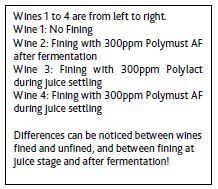 Wines 1 to 4 are from left to right.
Wine 1: No Fining
Wine 2: Fining with 300ppm Polymust AF
after fermentation
Wine 3: Fining with 300ppm Polylact
during juice settling
Wine 4: Fining with 300ppm Polymust AF
during juice settling
Differences can be noticed between wines
fined and unfined, and between fining at
juice stage and after fermentation!